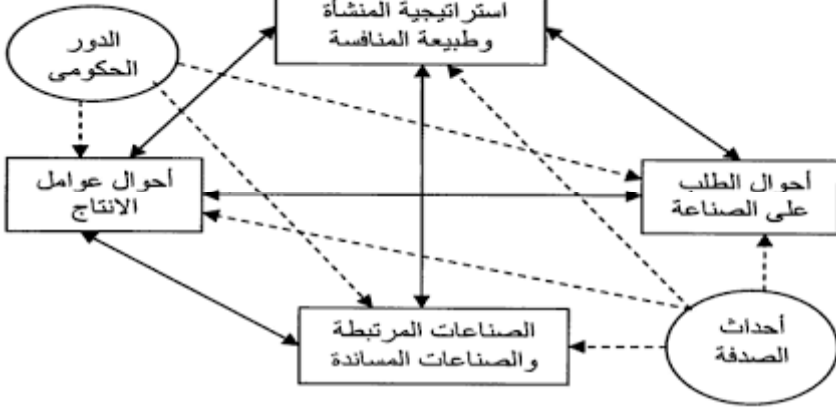 استراتيجية المنشأة
وطبيعة المنافسة
الدور
الحكومى
أحوال عوامل
الانتاج
أحوال الطلب
على الصناعة
الصناعات المرتبطة
والصناعات المساندة
أحداث
الصدفة